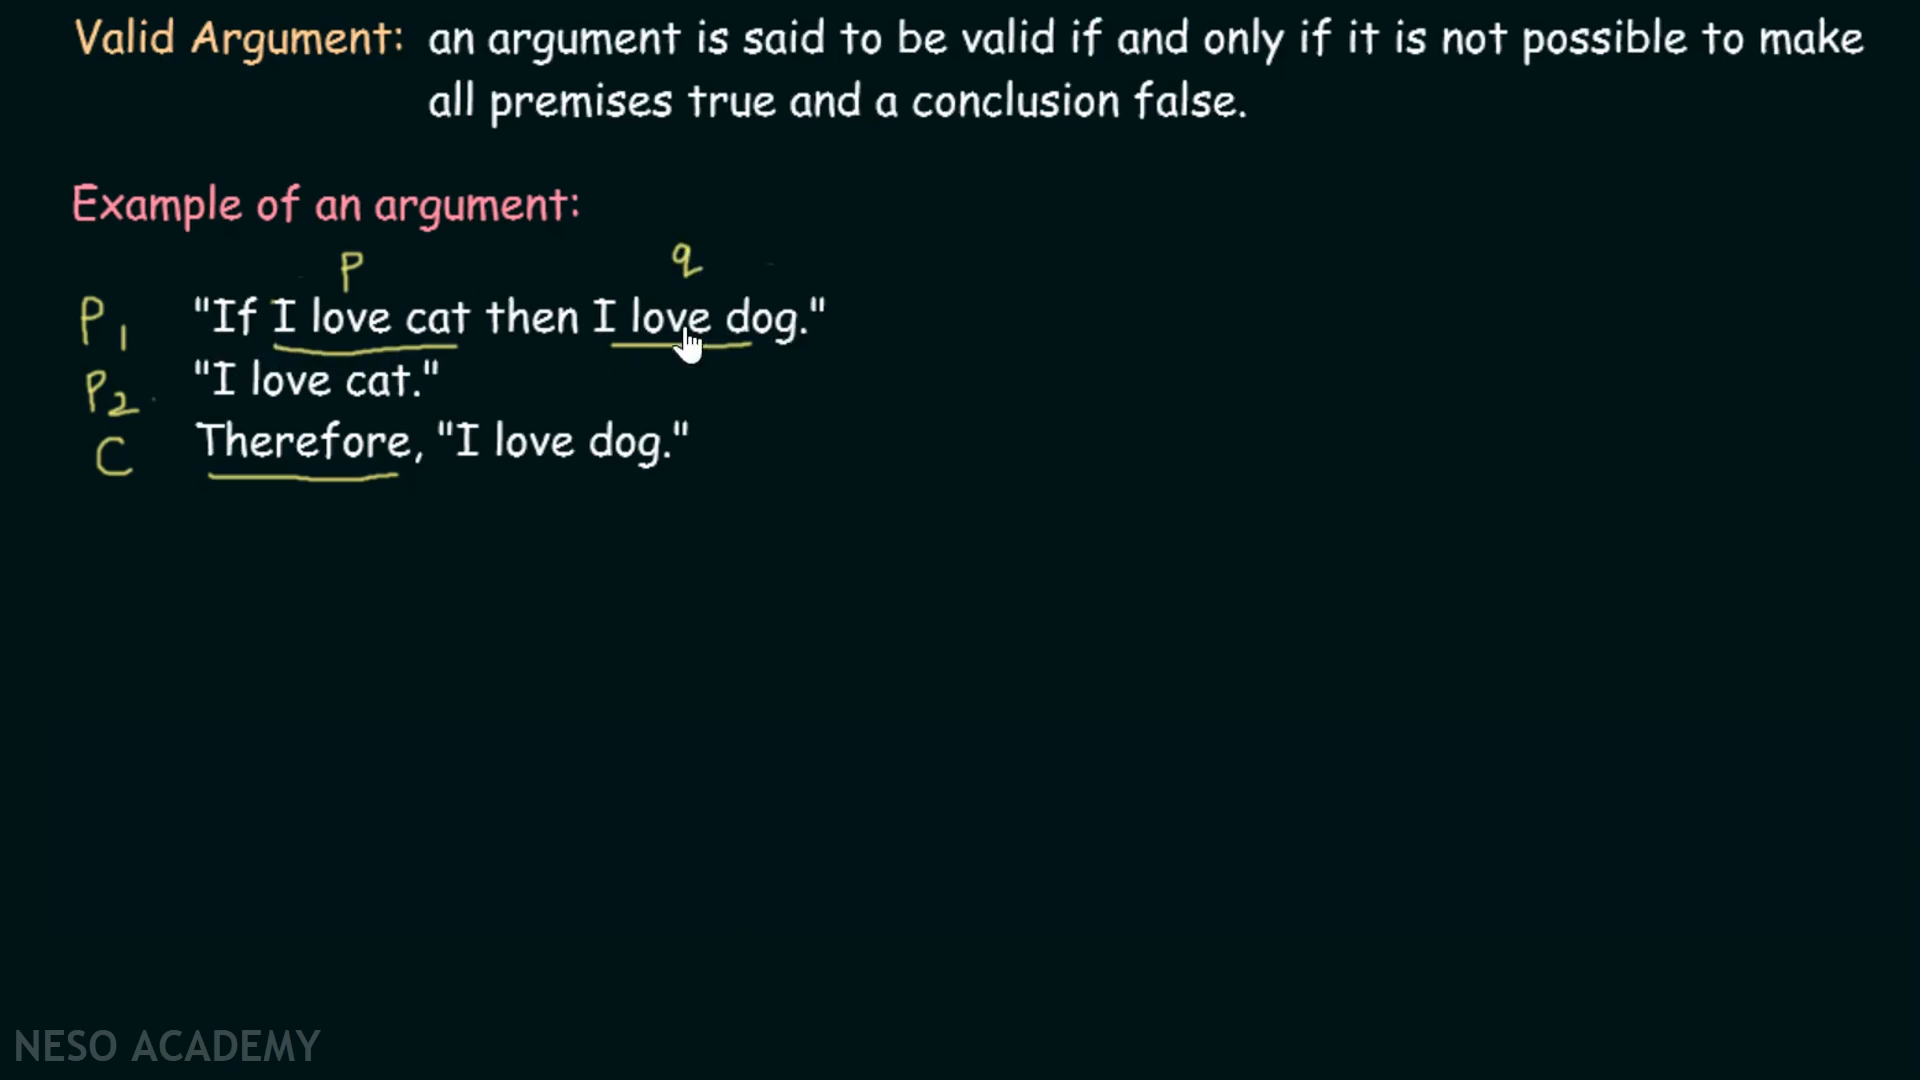 Valid Argument: an argument is said to be valid if and only if it is not possible to make
all premises true and a conclusion false.
Example of an argument:
p q
P1 "If I love cat then I love dog."
P2 "I love cat."
C Therefore, "I love dog."
NESO ACADEMY